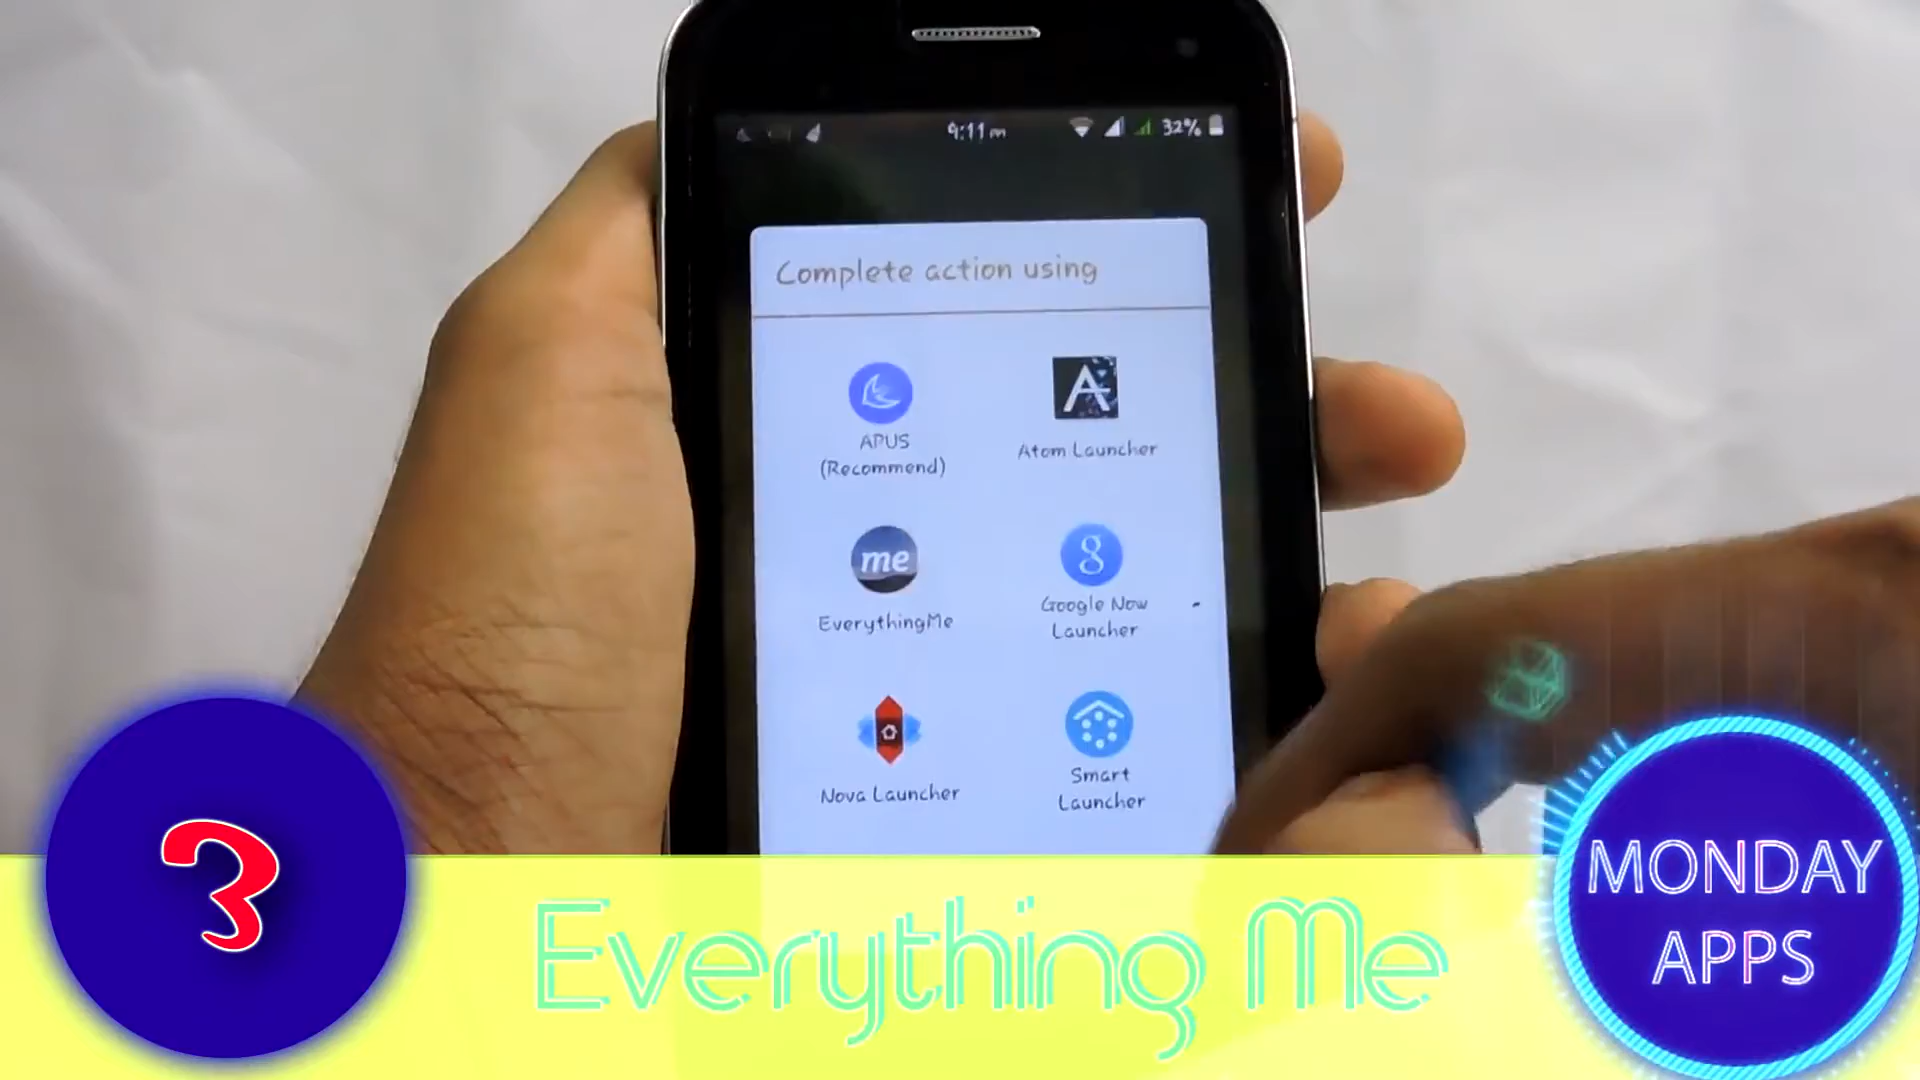 9:11 m
32%
Complete action using
APUS
(Recommend)
A
Atom Launcher
me
EverythingMe
8
Google Now
Launcher
Nova Launcher
Smart
Launcher
3
Everything Me
MONDAY
APPS